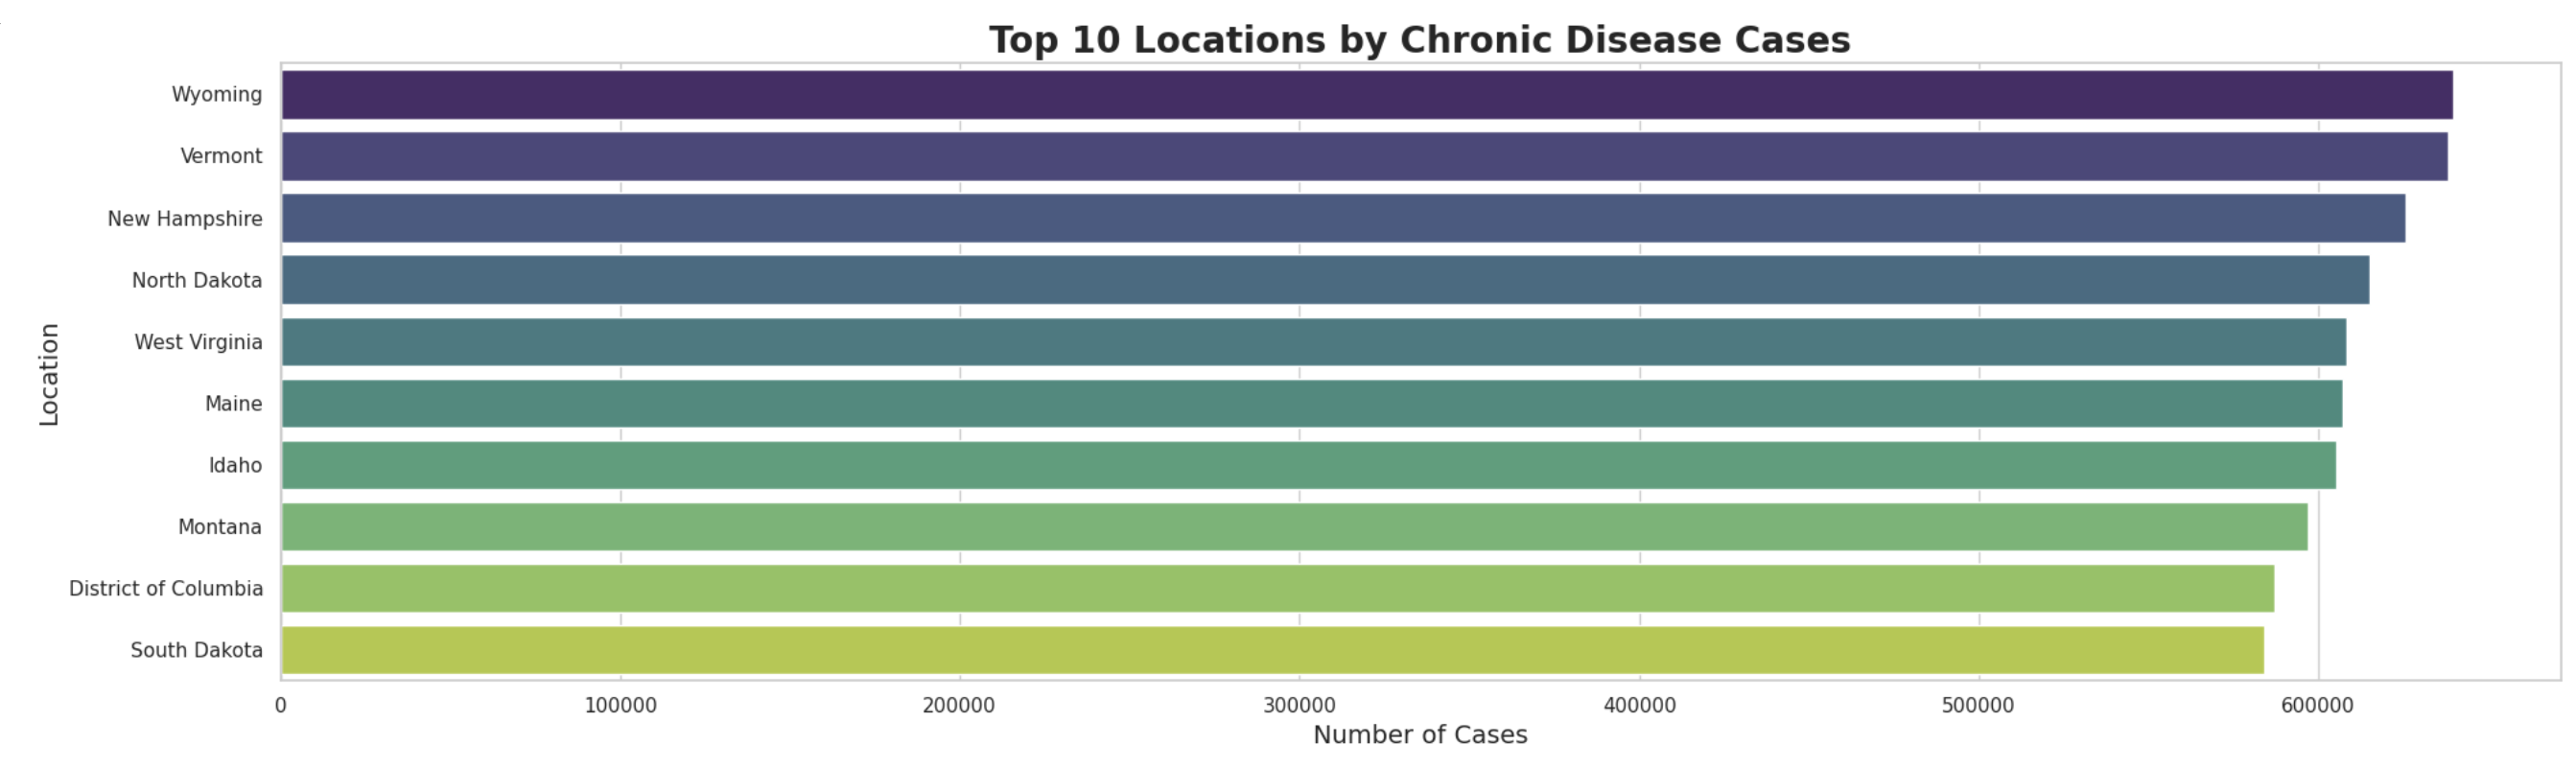 Top 10 Locations by Chronic Disease Cases
Wyoming
Vermont
New Hampshire
North Dakota
West Virginia
Maine
Idaho
Montana
District of Columbia
South Dakota
Location
0 100000 200000 300000 400000 500000 600000
Number of Cases